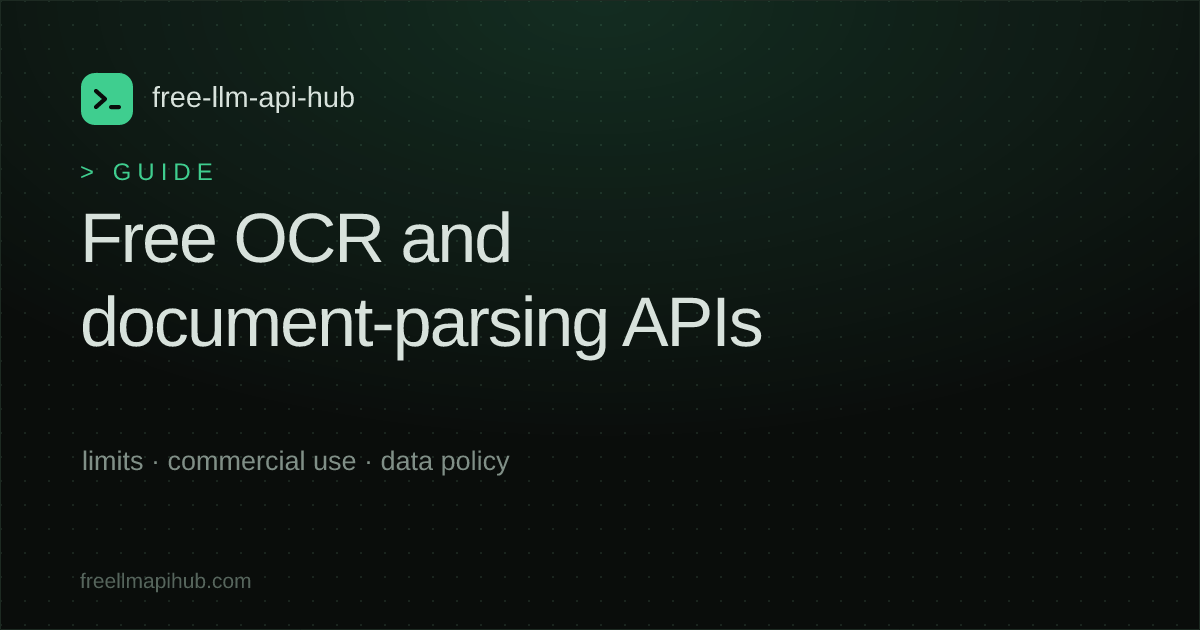 free-llm-api-hub
> GUIDE
Free OCR and
document-parsing APIs
limits · commercial use · data policy
freellmapihub.com